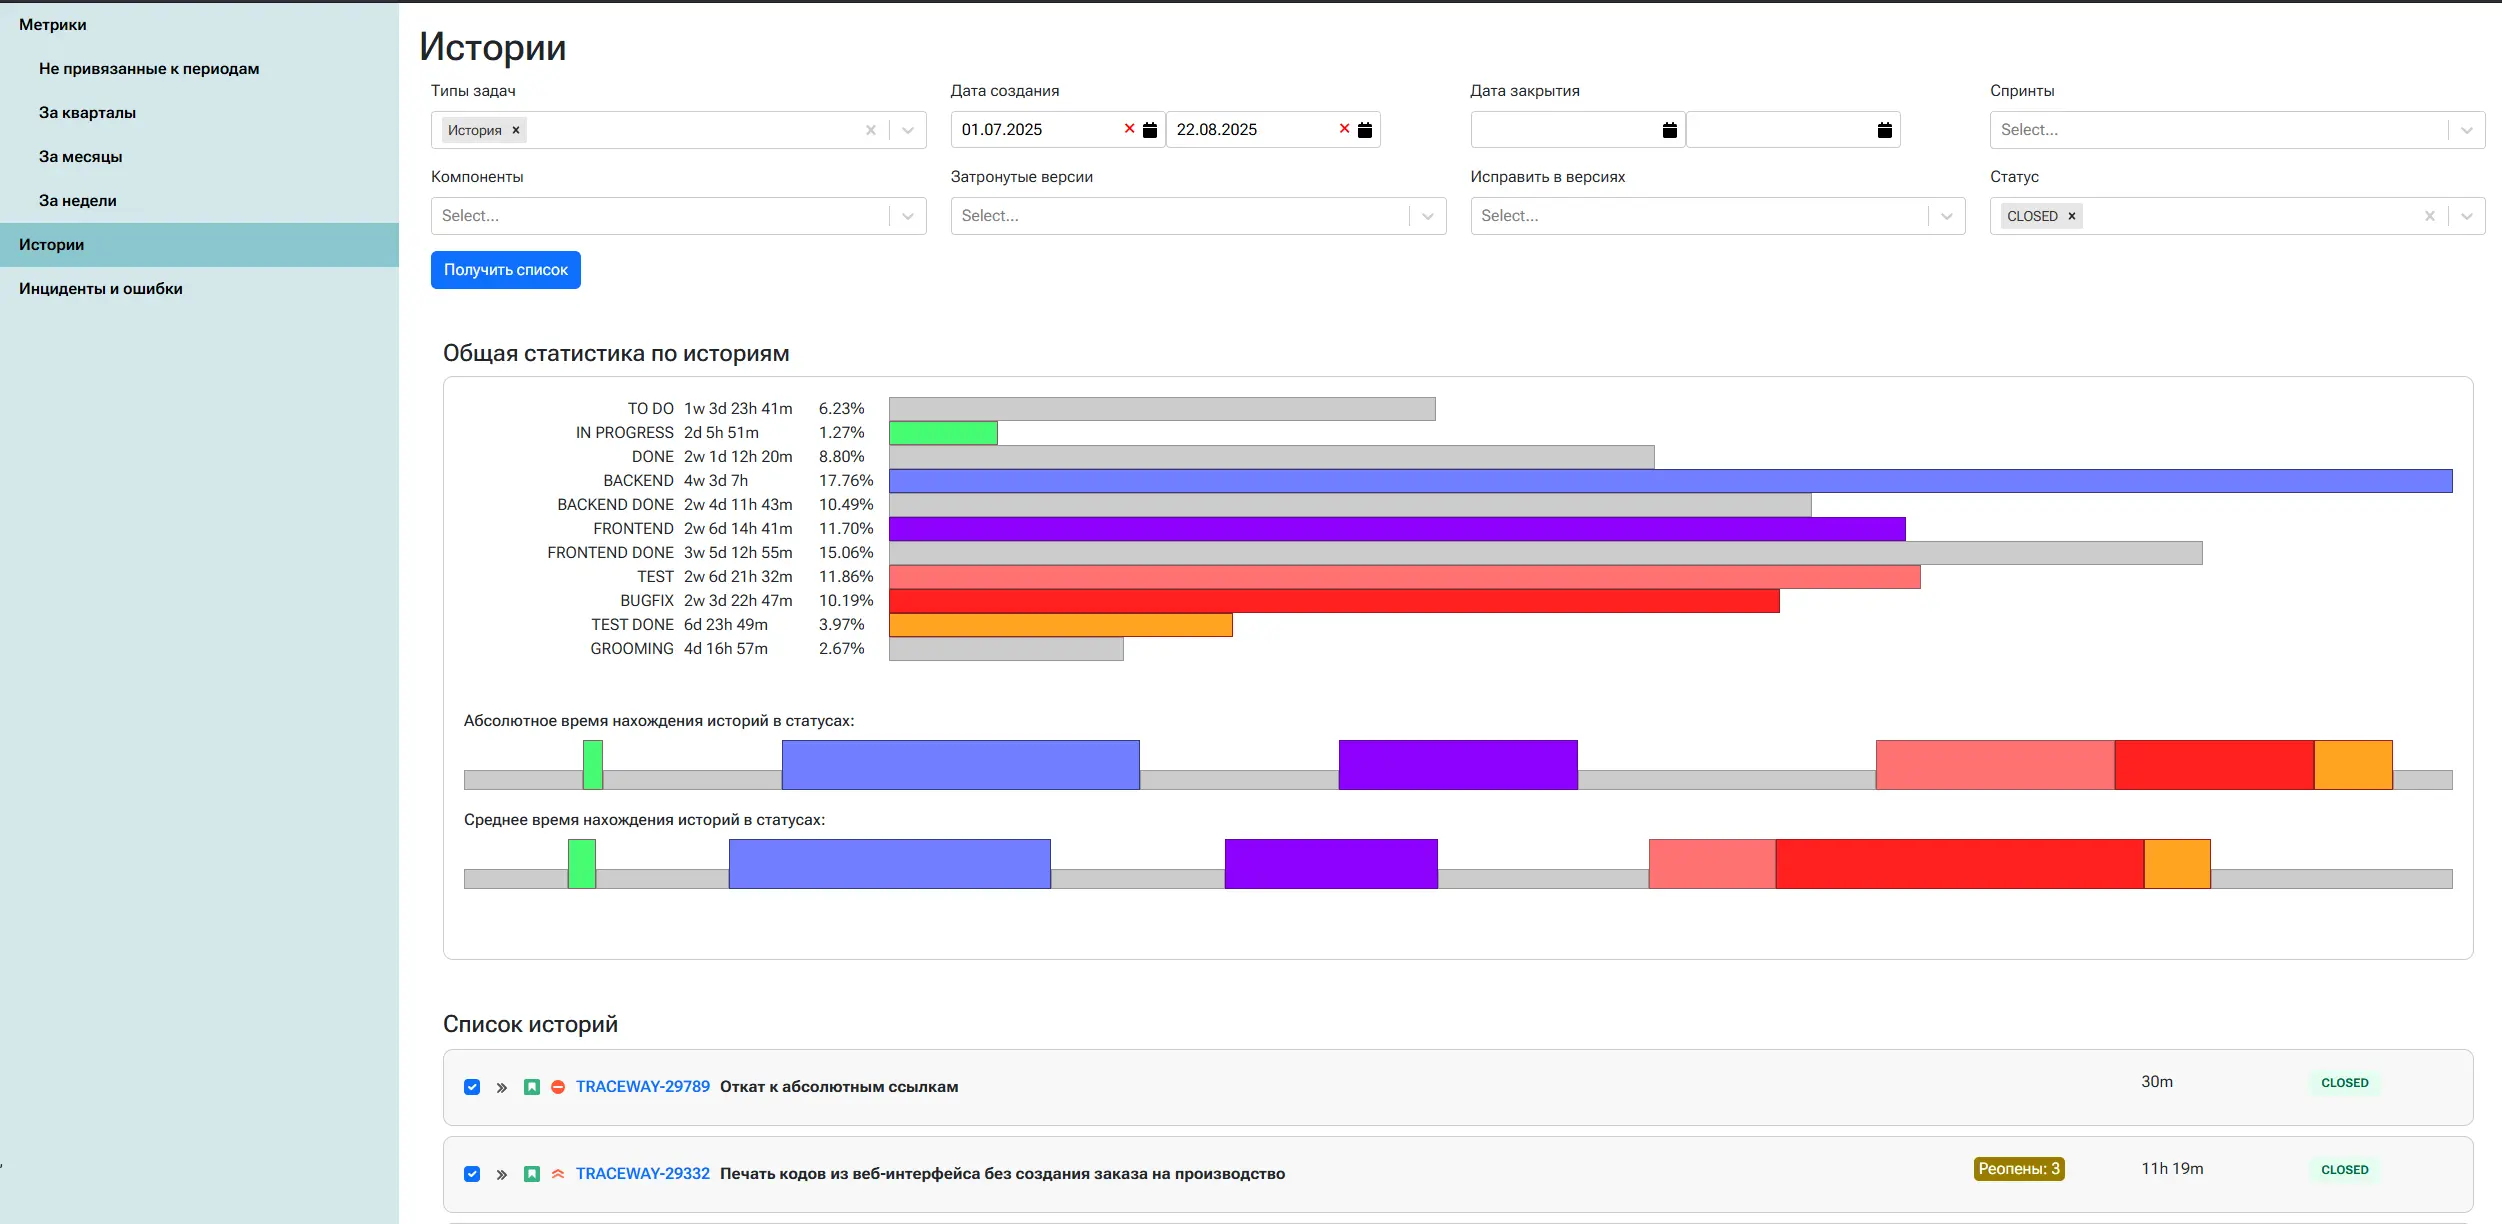 Метрики
Не привязанные к периодам
За кварталы
За месяцы
За недели
Истории
Инциденты и ошибки
Истории
Типы задач
Дата создания
Дата закрытия
Спринты
История ×
01.07.2025
22.08.2025
Select...
Компоненты
Затронутые версии
Исправить в версиях
Статус
Select...
Select...
Select...
CLOSED ×
Получить список
Общая статистика по историям
TO DO 1w 3d 23h 41m 6.23%
IN PROGRESS 2d 5h 51m 1.27%
DONE 2w 1d 12h 20m 8.80%
BACKEND 4w 3d 7h 17.76%
BACKEND DONE 2w 4d 11h 43m 10.49%
FRONTEND 2w 6d 14h 41m 11.70%
FRONTEND DONE 3w 5d 12h 55m 15.06%
TEST 2w 6d 21h 32m 11.86%
BUGFIX 2w 3d 22h 47m 10.19%
TEST DONE 6d 23h 49m 3.97%
GROOMING 4d 16h 57m 2.67%
Абсолютное время нахождения историй в статусах:
Среднее время нахождения историй в статусах:
Список историй
TRACEWAY-29789 Откат к абсолютным ссылкам 30m CLOSED
TRACEWAY-29332 Печать кодов из веб-интерфейса без создания заказа на производство Реопены: 3 11h 19m CLOSED